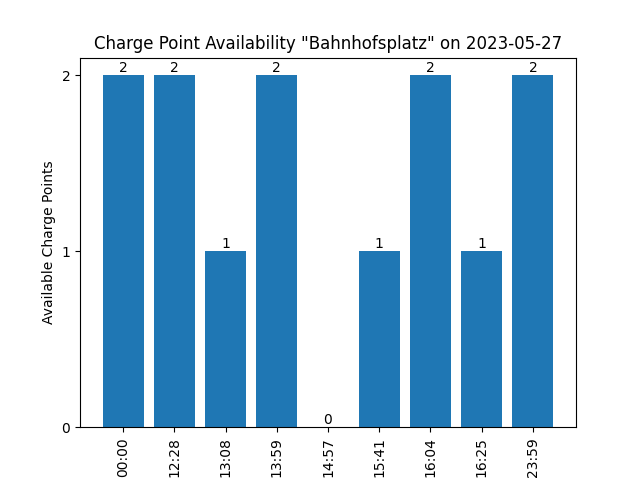 Charge Point Availability "Bahnhofsplatz" on 2023-05-27
2 2 1 2 0 1 2 1 2
Available Charge Points
2
1
0
00:00 12:28 13:08 13:59 14:57 15:41 16:04 16:25 23:59